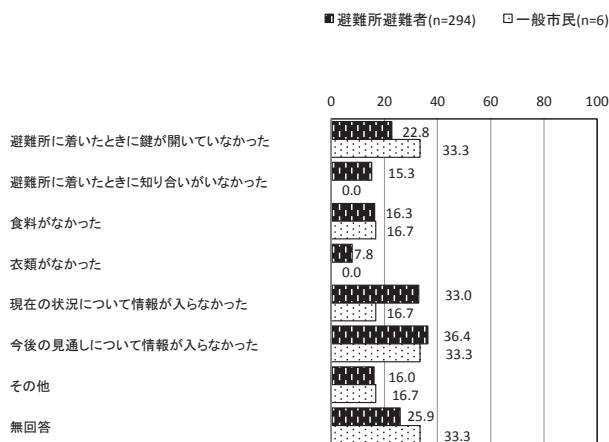 避難所避難者(n=294) 一般市民(n=6)
0 20 40 60 80 100
避難所に着いたときに鍵が開いていなかった 22.8
33.3
避難所に着いたときに知り合いがいなかった 15.3
0.0
食料がなかった 16.3
16.7
衣類がなかった 7.8
0.0
現在の状況について情報が入らなかった 33.0
16.7
今後の見通しについて情報が入らなかった 36.4
33.3
その他 16.0
16.7
無回答 25.9
33.3